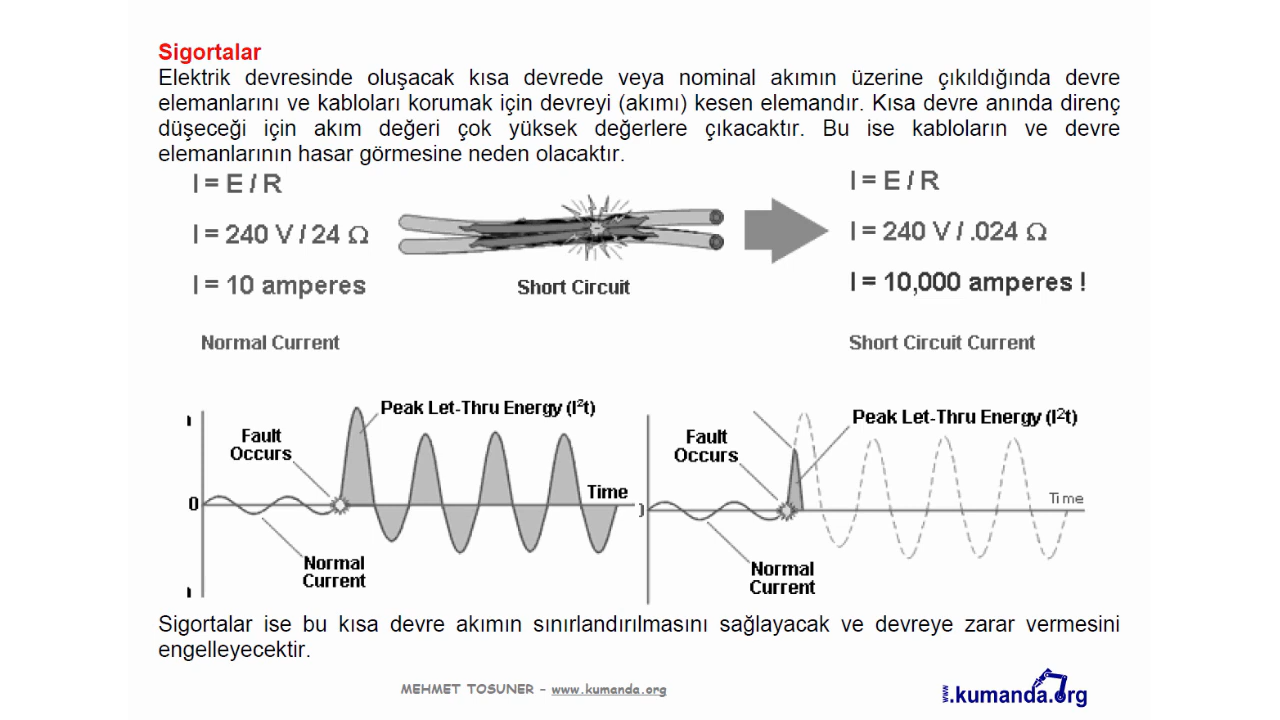 Sigortalar
Elektrik devresinde oluşacak kısa devrede veya nominal akımın üzerine çıkıldığında devre
elemanlarını ve kabloları korumak için devreyi (akımı) kesen elemandır. Kısa devre anında direnç
düşeceği için akım değeri çok yüksek değerlere çıkacaktır. Bu ise kabloların ve devre
elemanlarının hasar görmesine neden olacaktır.
I = E / R
I = 240 V / 24 Ω
I = 10 amperes
Normal Current
Short Circuit
I = E / R
I = 240 V / .024 Ω
I = 10,000 amperes !
Short Circuit Current
Peak Let-Thru Energy (I²t)
Fault
Occurs
0
Time
Normal
Current
Peak Let-Thru Energy (I²t)
Fault
Occurs
Time
Normal
Current
Sigortalar ise bu kısa devre akımın sınırlandırılmasını sağlayacak ve devreye zarar vermesini
engelleyecektir.
MEHMET TOSUNER - www.kumanda.org
www.kumanda.org